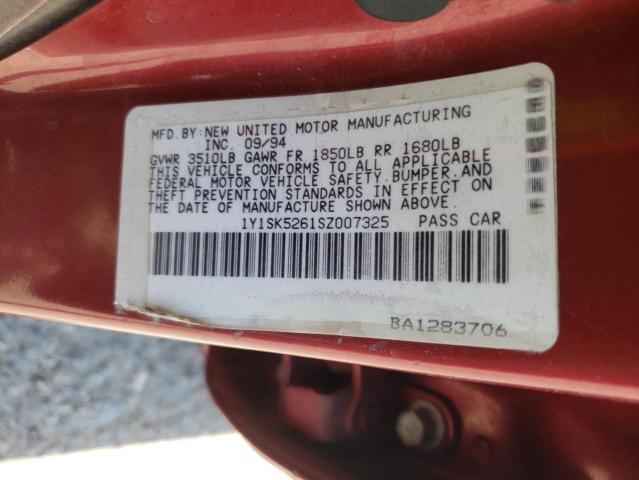 MFD.BY:NEW UNITED MOTOR MANUFACTURING
INC. 09/94
GVWR 3510LB GAWR FR 1850LB RR 1680LB
THIS VEHICLE CONFORMS TO ALL APPLICABLE
FEDERAL MOTOR VEHICLE SAFETY.BUMPER.AND
THEFT PREVENTION STANDARDS IN EFFECT ON
THE DATE OF MANUFACTURE SHOWN ABOVE.
1Y1SK5261SZ007325 PASS CAR
BA1283706